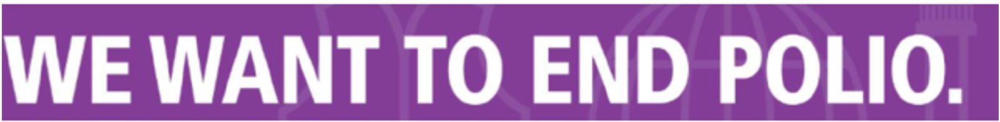 WE WANT TO END POLIO.